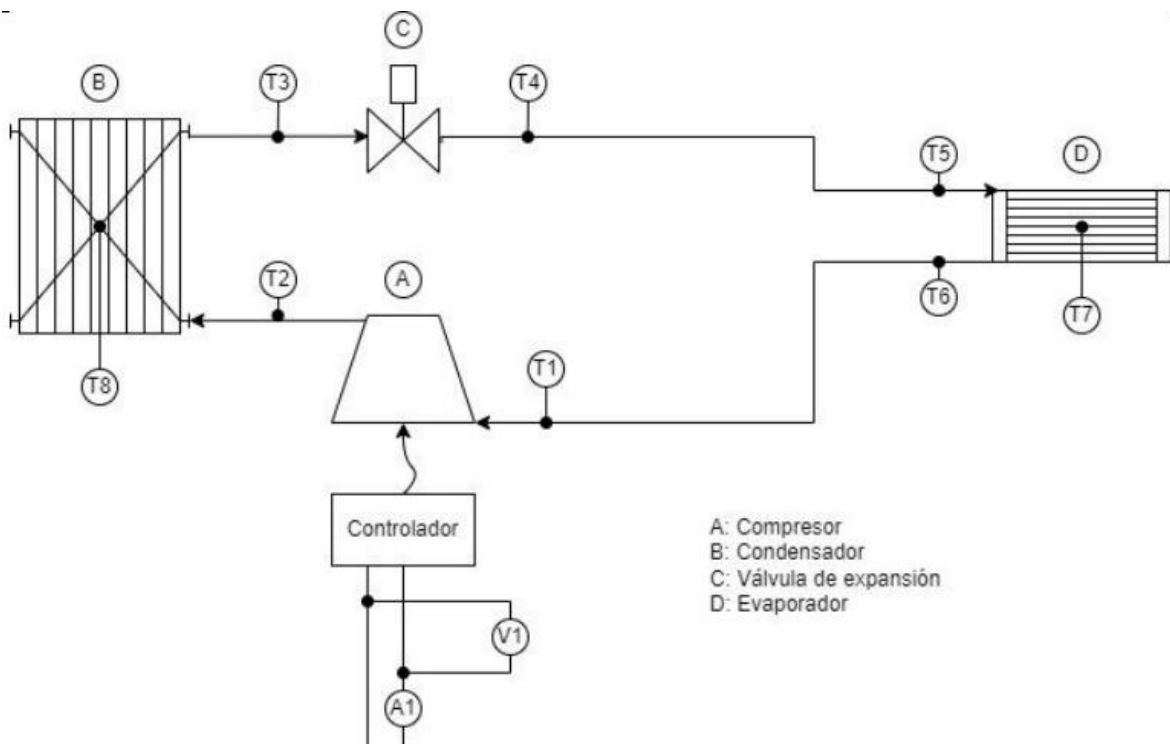 C
B
T3
T4
T5
D
T2
A
T6
T7
T8
T1
Controlador
A: Compresor
B: Condensador
C: Válvula de expansión
D: Evaporador
V1
A1